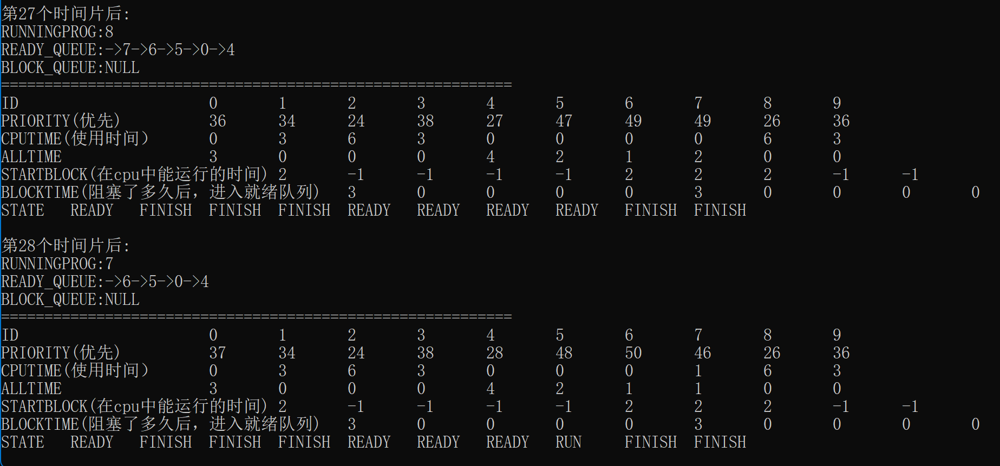 第27个时间片后:
RUNNINGPROG:8
READY_QUEUE:->7->6->5->0->4
BLOCK_QUEUE:NULL
===========================================================
ID 0 1 2 3 4 5 6 7 8 9
PRIORITY(优先) 36 34 24 38 27 47 49 49 26 36
CPUTIME(使用时间） 0 3 6 3 0 0 0 0 6 3
ALLTIME 3 0 0 0 4 2 1 2 0 0
STARTBLOCK(在cpu中能运行的时间) 2 -1 -1 -1 -1 2 2 2 -1 -1
BLOCKTIME(阻塞了多久后，进入就绪队列) 3 0 0 0 0 3 0 0 0 0
STATE READY FINISH FINISH FINISH READY READY READY READY FINISH FINISH
第28个时间片后:
RUNNINGPROG:7
READY_QUEUE:->6->5->0->4
BLOCK_QUEUE:NULL
===========================================================
ID 0 1 2 3 4 5 6 7 8 9
PRIORITY(优先) 37 34 24 38 28 48 50 46 26 36
CPUTIME(使用时间） 0 3 6 3 0 0 0 1 6 3
ALLTIME 3 0 0 0 4 2 1 1 0 0
STARTBLOCK(在cpu中能运行的时间) 2 -1 -1 -1 -1 2 2 2 -1 -1
BLOCKTIME(阻塞了多久后，进入就绪队列) 3 0 0 0 0 3 0 0 0 0
STATE READY FINISH FINISH FINISH READY READY READY RUN FINISH FINISH